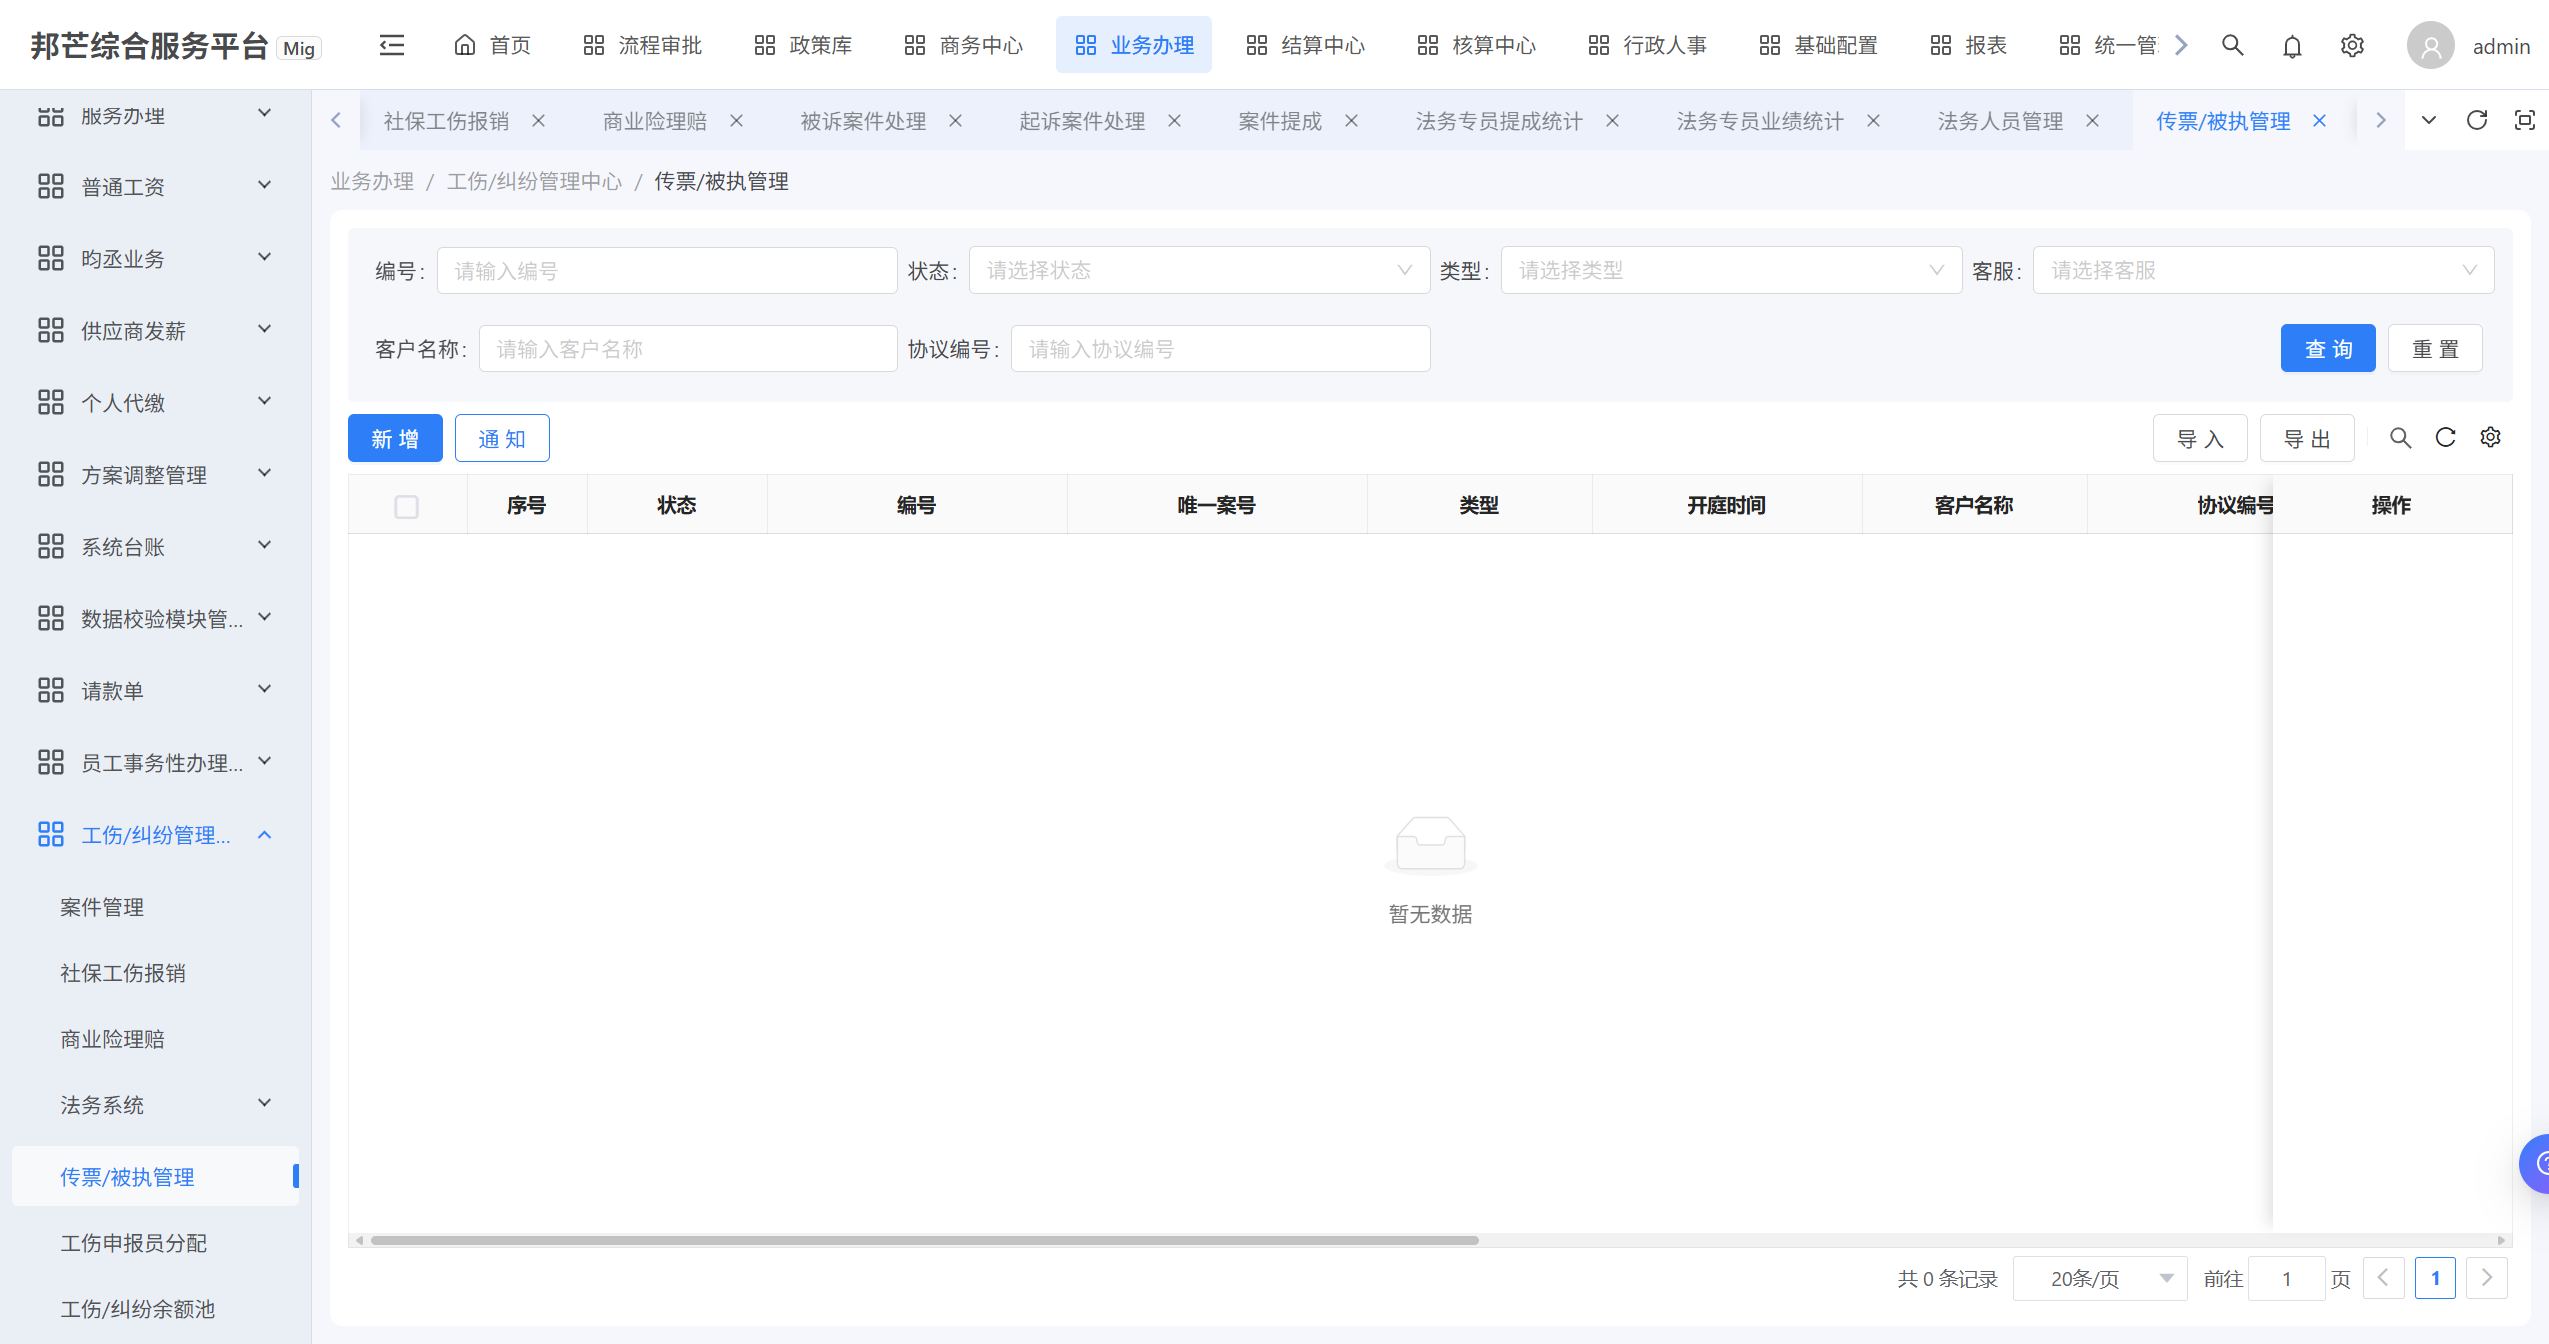 邦芒综合服务平台 Mig
首页 流程审批 政策库 商务中心 业务办理 结算中心 核算中心 行政人事 基础配置 报表 统一管
admin
社保工伤报销 商业险理赔 被诉案件处理 起诉案件处理 案件提成 法务专员提成统计 法务专员业绩统计 法务人员管理 传票/被执管理
业务办理 / 工伤/纠纷管理中心 / 传票/被执管理
服务办理
普通工资
昀丞业务
供应商发薪
个人代缴
方案调整管理
系统台账
数据校验模块管...
请款单
员工事务性办理...
工伤/纠纷管理...
案件管理
社保工伤报销
商业险理赔
法务系统
传票/被执管理
工伤申报员分配
工伤/纠纷余额池
编号: 请输入编号 状态: 请选择状态 类型: 请选择类型 客服: 请选择客服
客户名称: 请输入客户名称 协议编号: 请输入协议编号 查 询 重 置
新 增 通 知 导 入 导 出
序号 状态 编号 唯一案号 类型 开庭时间 客户名称 协议编号 操作
暂无数据
共 0 条记录 20条/页 前往 1 页 1